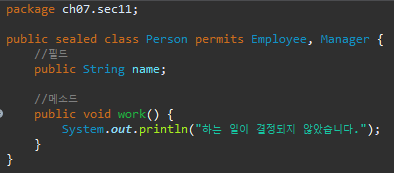 package ch07.sec11;
public sealed class Person permits Employee, Manager {
//필드
public String name;
//메소드
public void work() {
System.out.println("하는 일이 결정되지 않았습니다.");
}
}